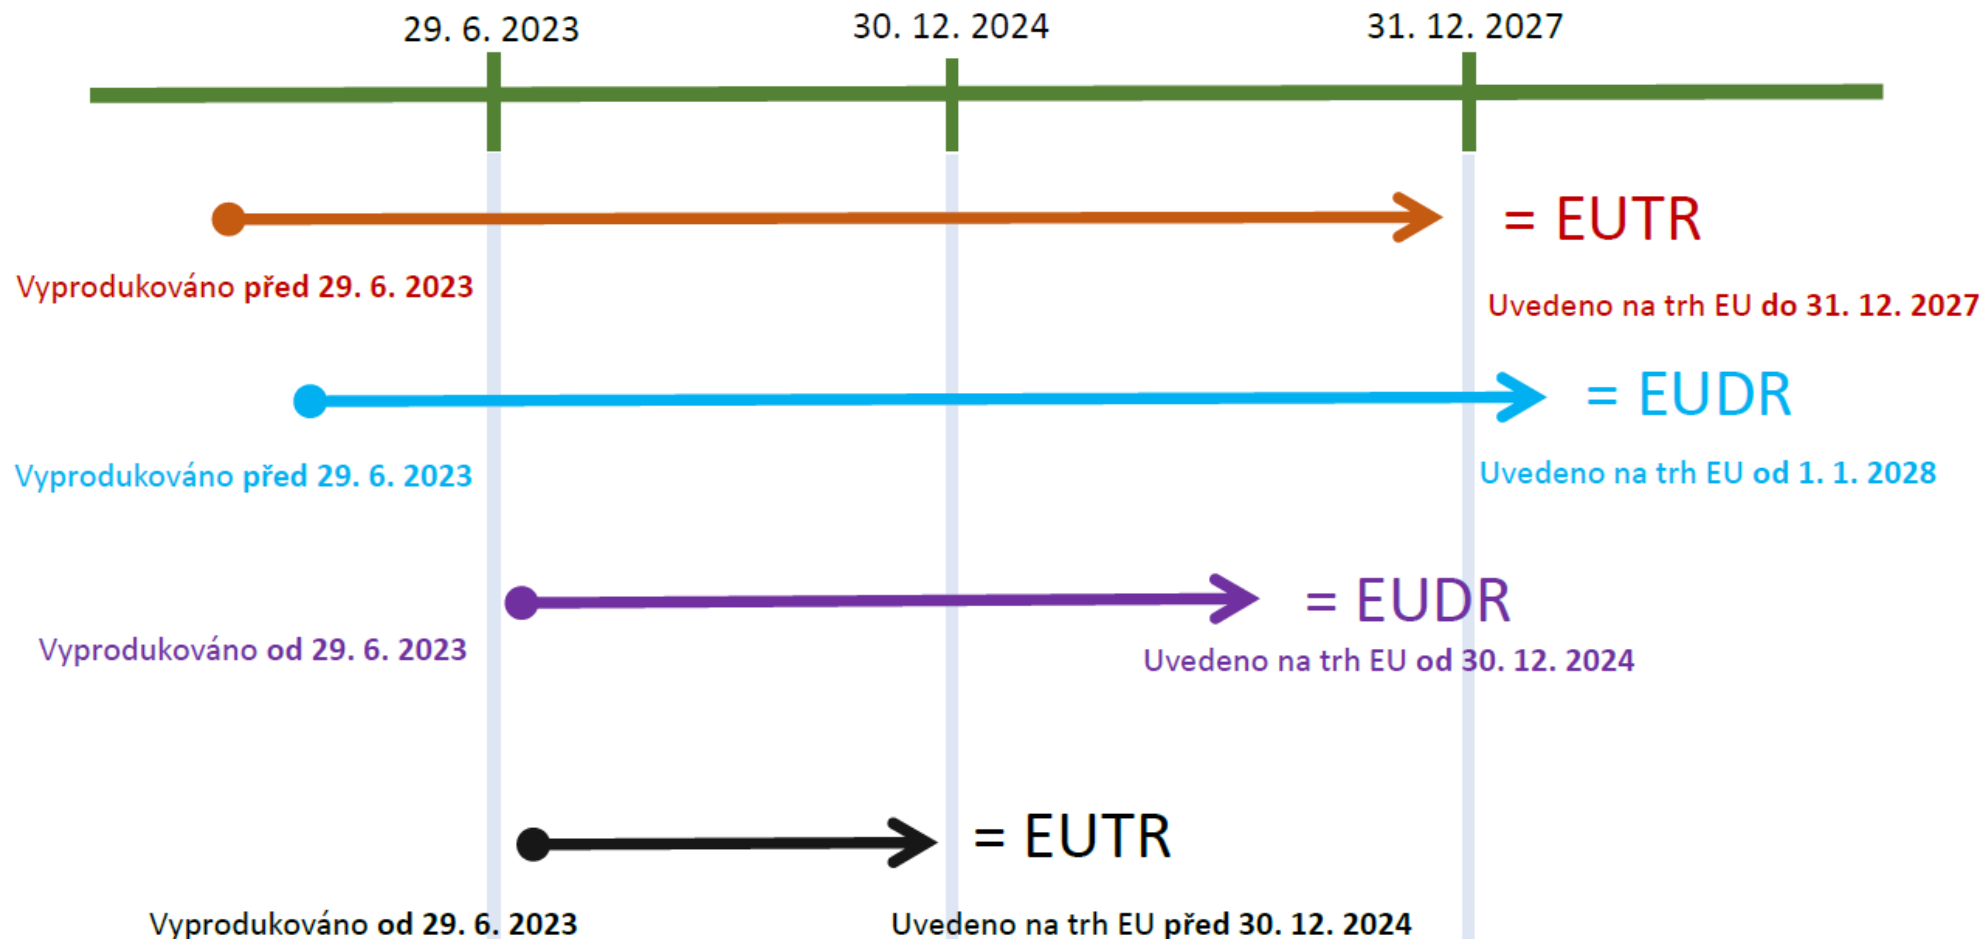 29. 6. 2023
30. 12. 2024
31. 12. 2027
= EUTR
Vyprodukováno před 29. 6. 2023
Uvedeno na trh EU do 31. 12. 2027
= EUDR
Vyprodukováno před 29. 6. 2023
Uvedeno na trh EU od 1. 1. 2028
= EUDR
Vyprodukováno od 29. 6. 2023
Uvedeno na trh EU od 30. 12. 2024
= EUTR
Vyprodukováno od 29. 6. 2023
Uvedeno na trh EU před 30. 12. 2024